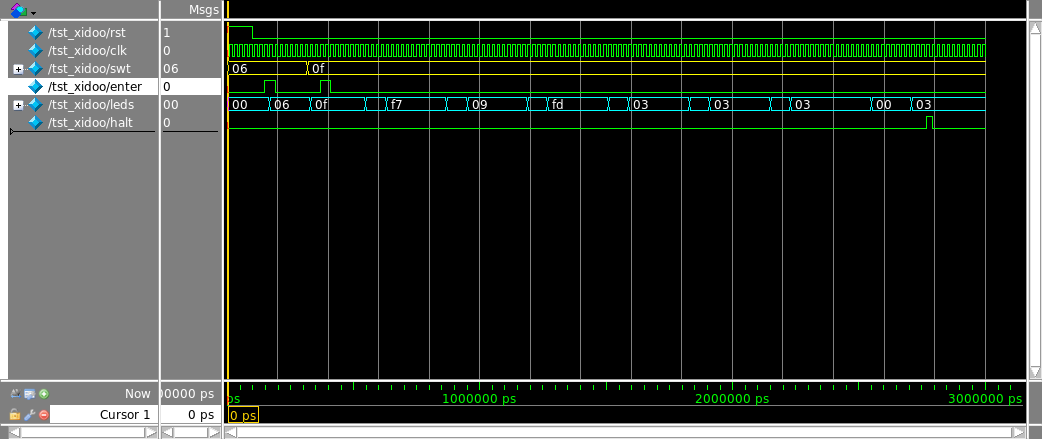 Msgs
/tst_xidoo/rst 1
/tst_xidoo/clk 0
/tst_xidoo/swt 06 06 0f
/tst_xidoo/enter 0
/tst_xidoo/leds 00 00 06 0f f7 09 fd 03 03 03 00 03
/tst_xidoo/halt 0
Now 00000 ps ps 1000000 ps 2000000 ps 3000000 ps
Cursor 1 0 ps 0 ps